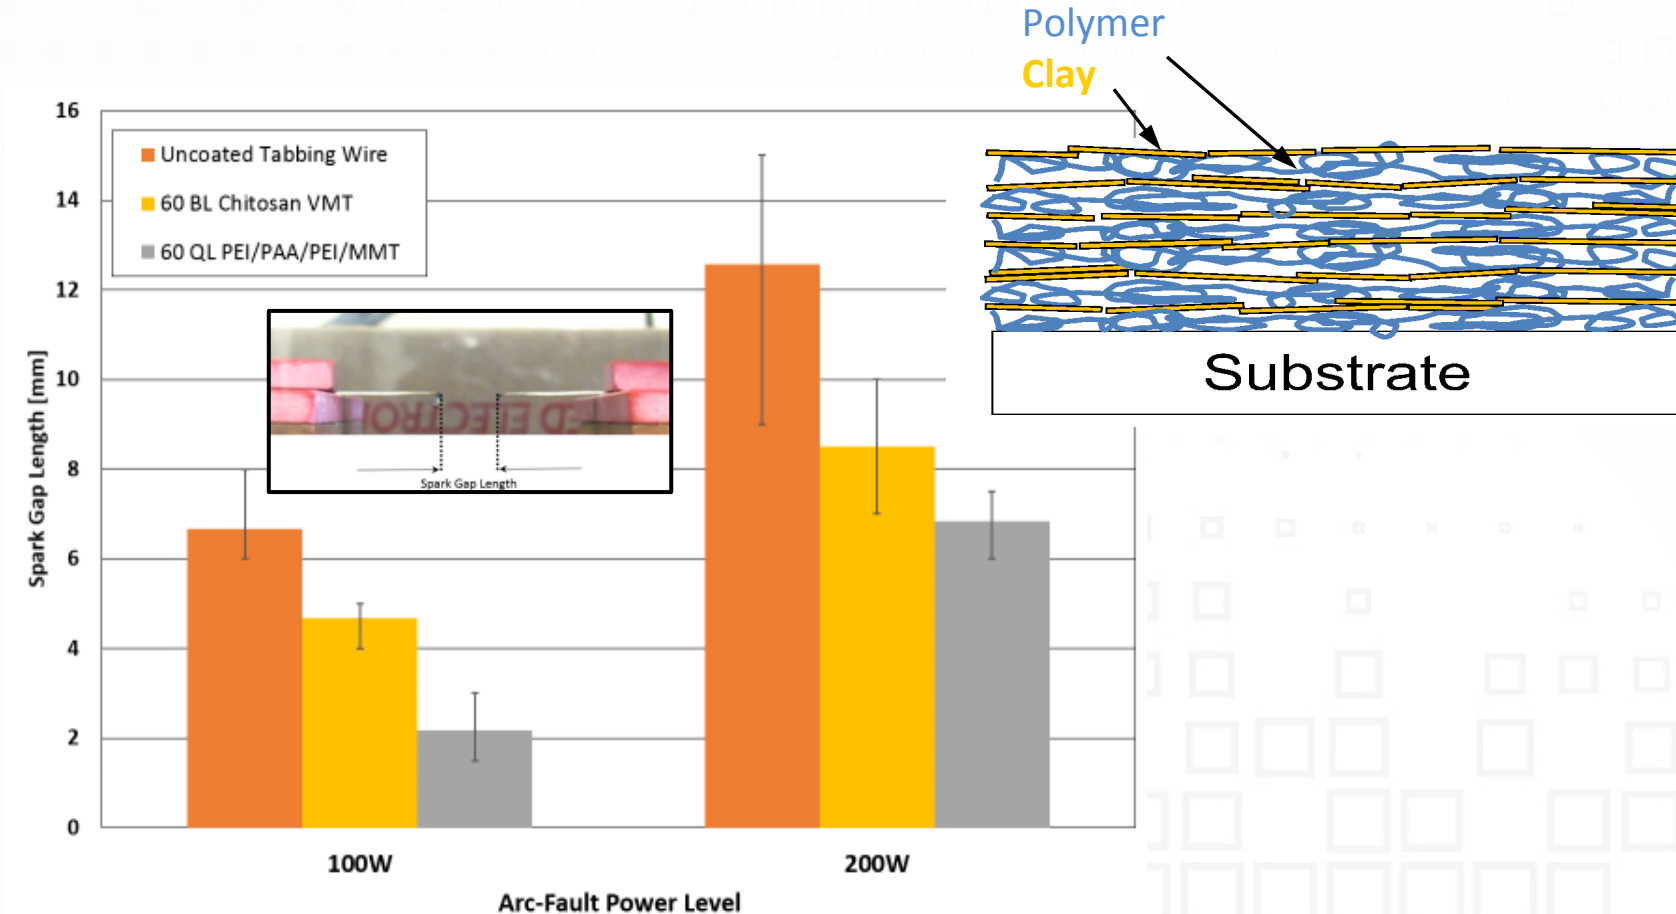 Polymer
Clay
16
14
12
10
8
6
4
2
0
Spark Gap Length [mm]
Uncoated Tabbing Wire
60 BL Chitosan VMT
60 QL PEI/PAA/PEI/MMT
Spark Gap Length
Substrate
100W
200W
Arc-Fault Power Level